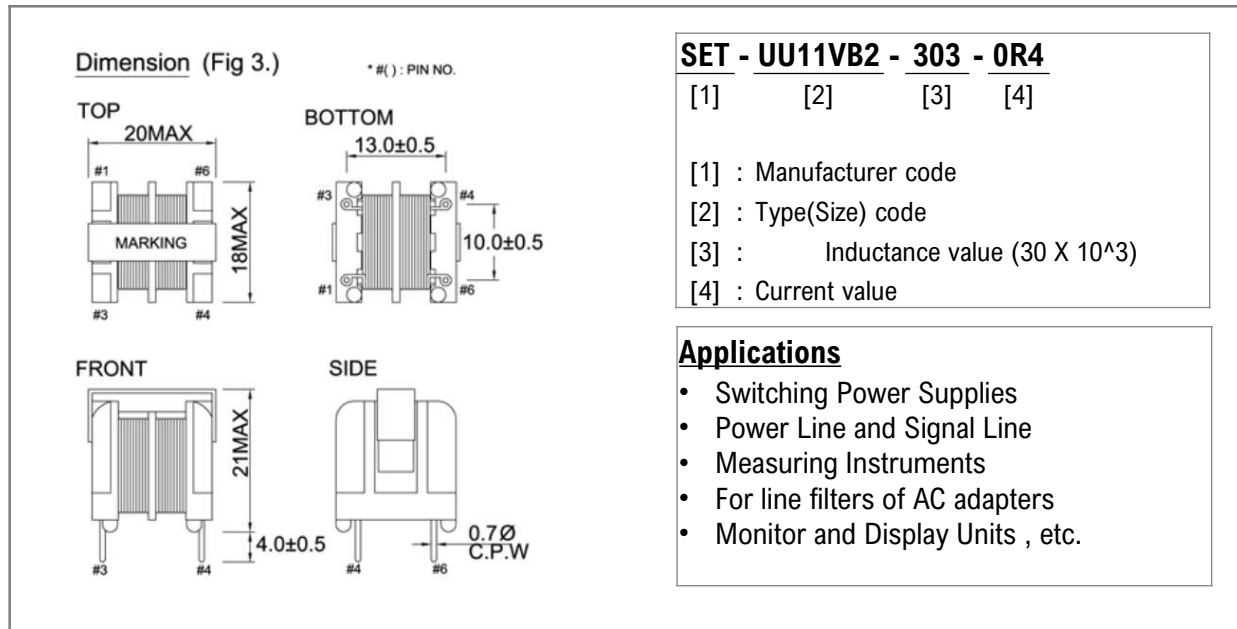 Dimension (Fig 3.)
* #( ) : PIN NO.
TOP
20MAX
#1 #6
MARKING
18MAX
#3 #4
BOTTOM
13.0±0.5
#3 #4
10.0±0.5
#1 #6
FRONT
21MAX
4.0±0.5
#3 #4
SIDE
0.7Ø
C.P.W
#4 #6
SET - UU11VB2 - 303 - 0R4
[1] [2] [3] [4]
[1] : Manufacturer code
[2] : Type(Size) code
[3] : Inductance value (30 X 10^3)
[4] : Current value
Applications
• Switching Power Supplies
• Power Line and Signal Line
• Measuring Instruments
• For line filters of AC adapters
• Monitor and Display Units , etc.